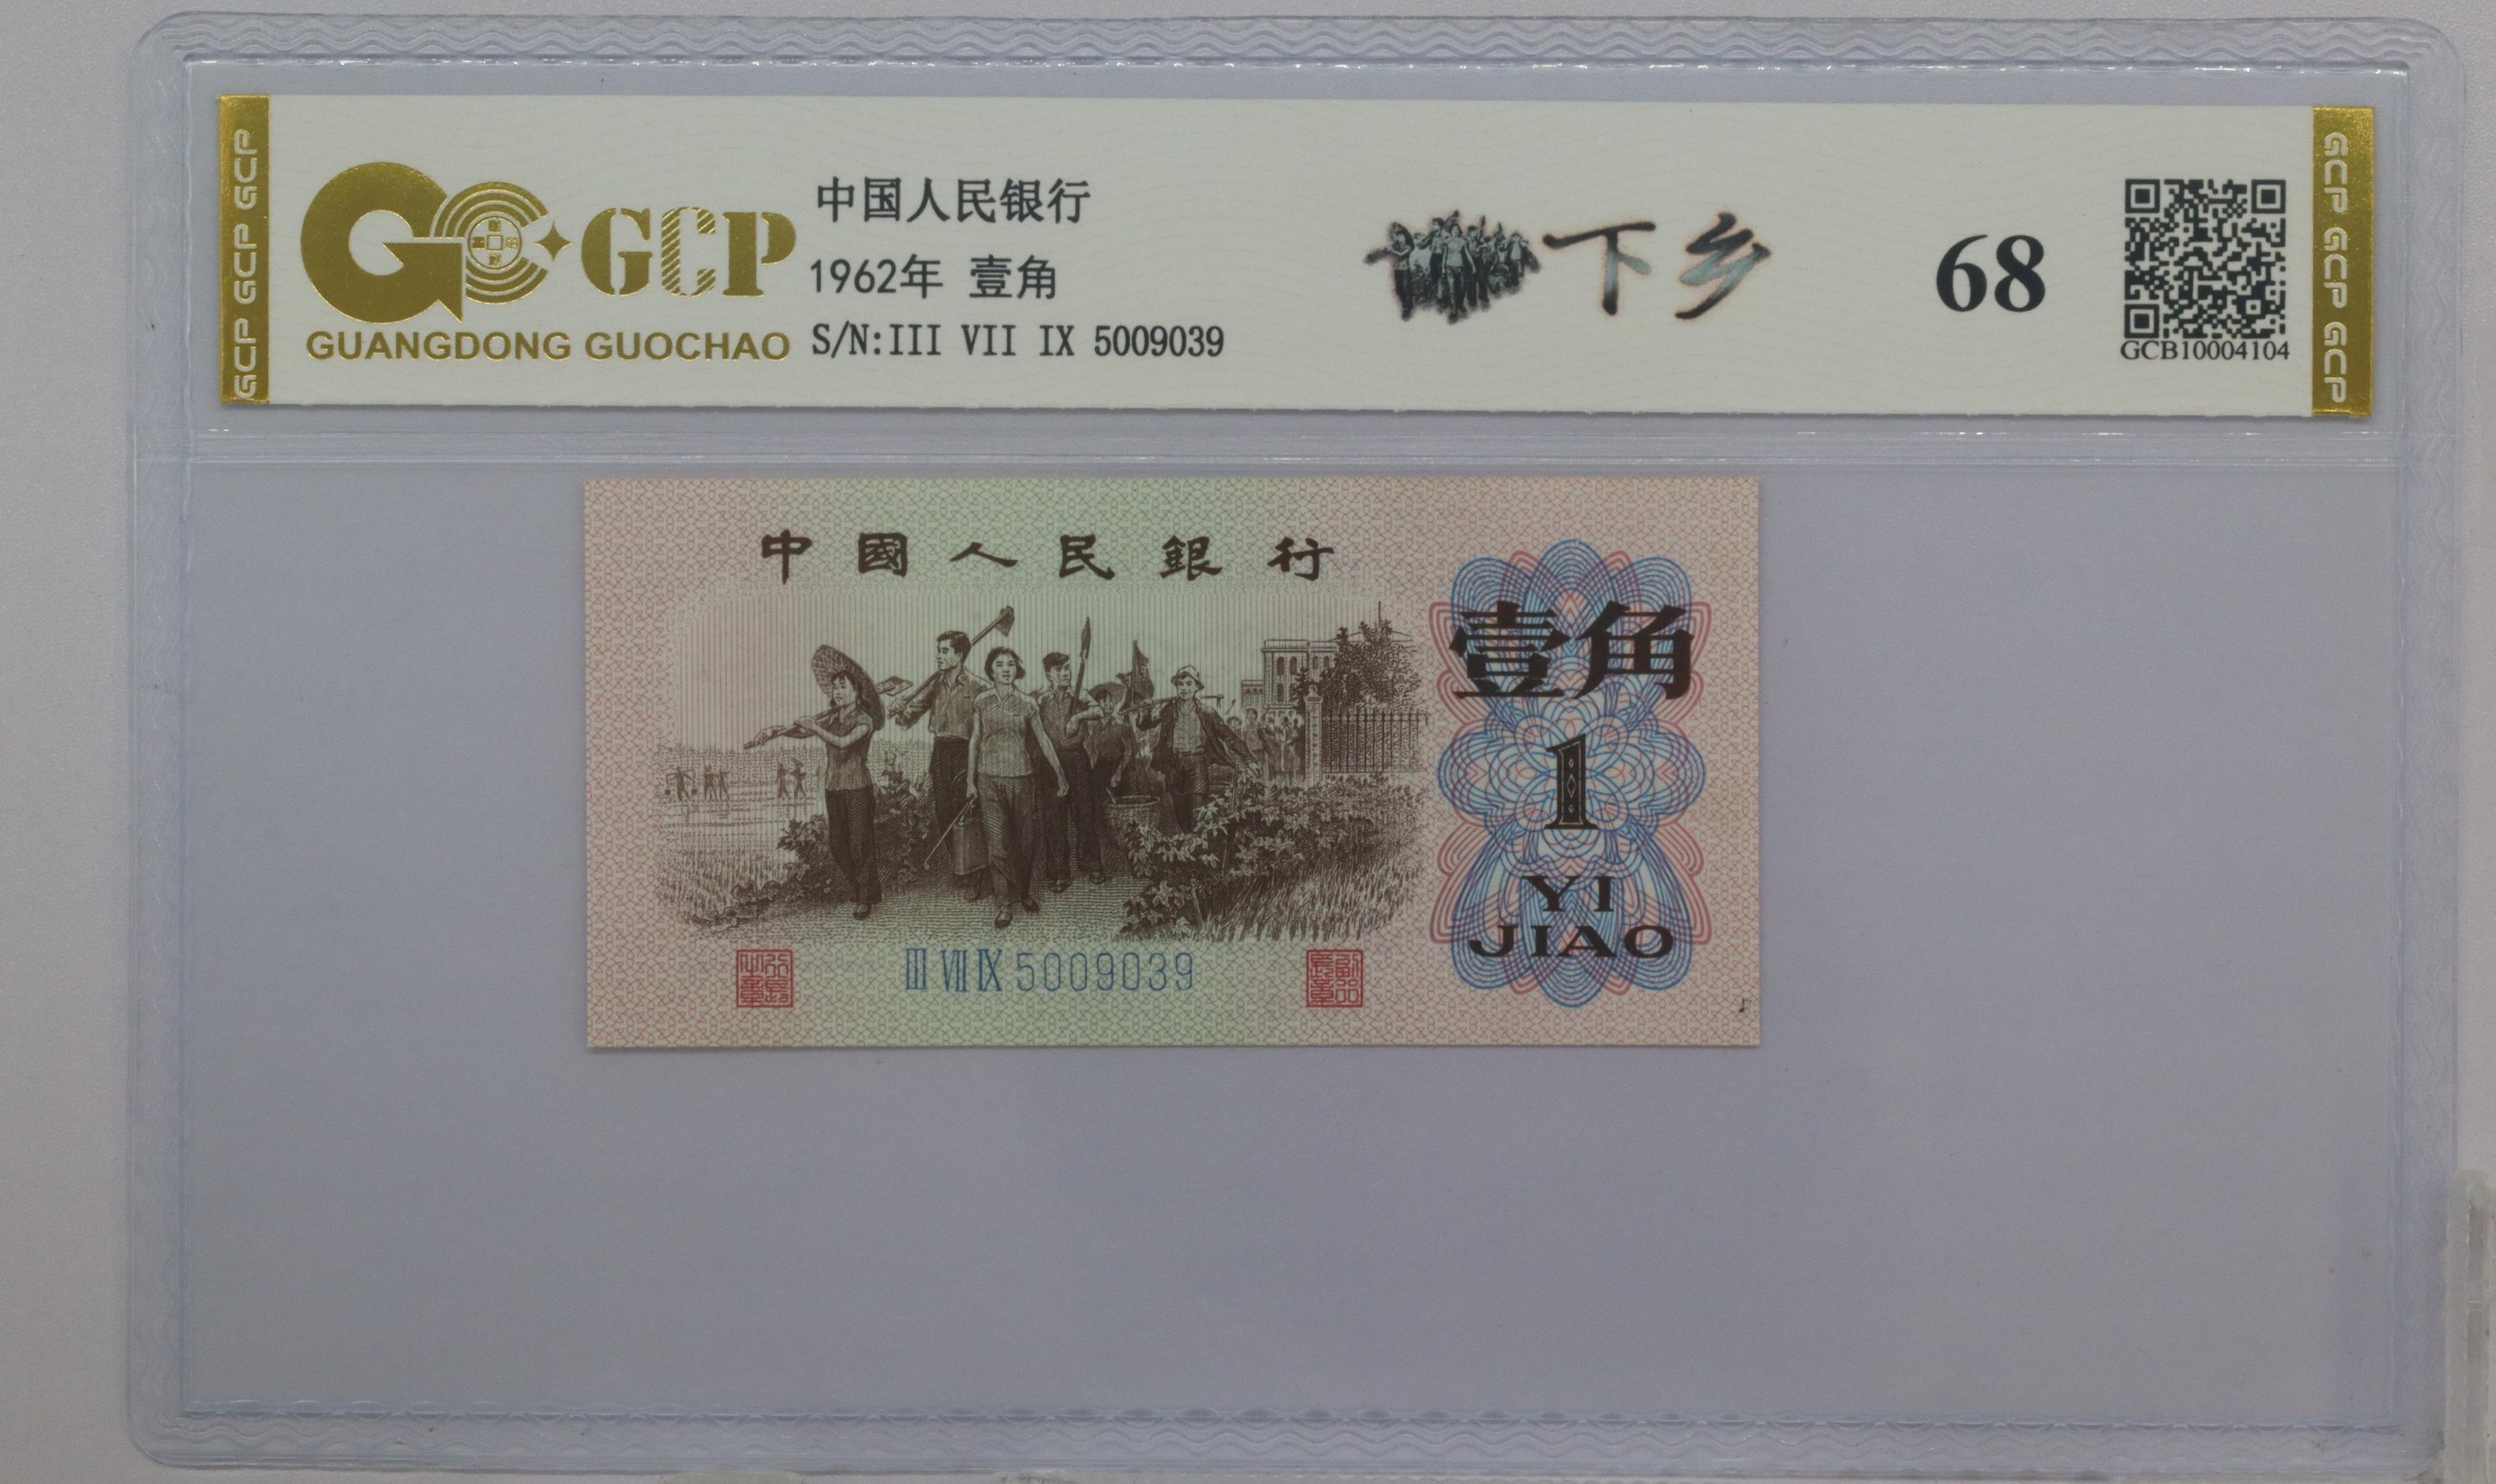 GCP GCP GCP
GCP
GUANGDONG GUOCHAO
中国人民银行
1962年 壹角
S/N:III VII IX 5009039
下乡
68
GCB10004104
GCP GCP GCP
中國人民銀行
壹角
1
YI
JIAO
III VII IX 5009039